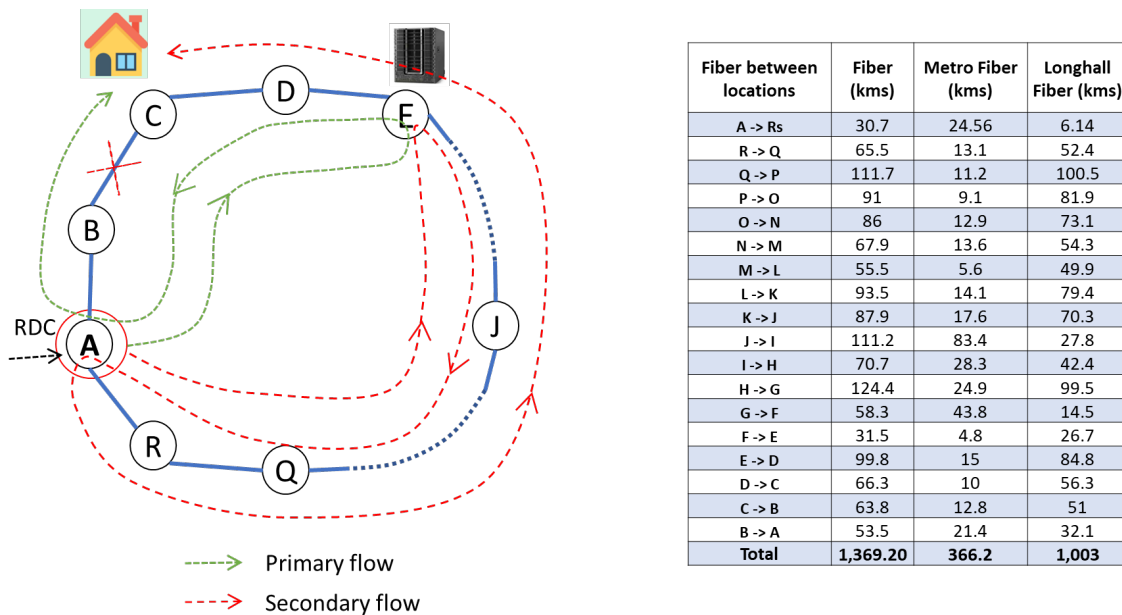 C
D
E
B
RDC
A
J
R
Q
Primary flow
Secondary flow
Fiber between locations Fiber (kms) Metro Fiber (kms) Longhall Fiber (kms)
A -> Rs 30.7 24.56 6.14
R -> Q 65.5 13.1 52.4
Q -> P 111.7 11.2 100.5
P -> O 91 9.1 81.9
O -> N 86 12.9 73.1
N -> M 67.9 13.6 54.3
M -> L 55.5 5.6 49.9
L -> K 93.5 14.1 79.4
K -> J 87.9 17.6 70.3
J -> I 111.2 83.4 27.8
I -> H 70.7 28.3 42.4
H -> G 124.4 24.9 99.5
G -> F 58.3 43.8 14.5
F -> E 31.5 4.8 26.7
E -> D 99.8 15 84.8
D -> C 66.3 10 56.3
C -> B 63.8 12.8 51
B -> A 53.5 21.4 32.1
Total 1,369.20 366.2 1,003